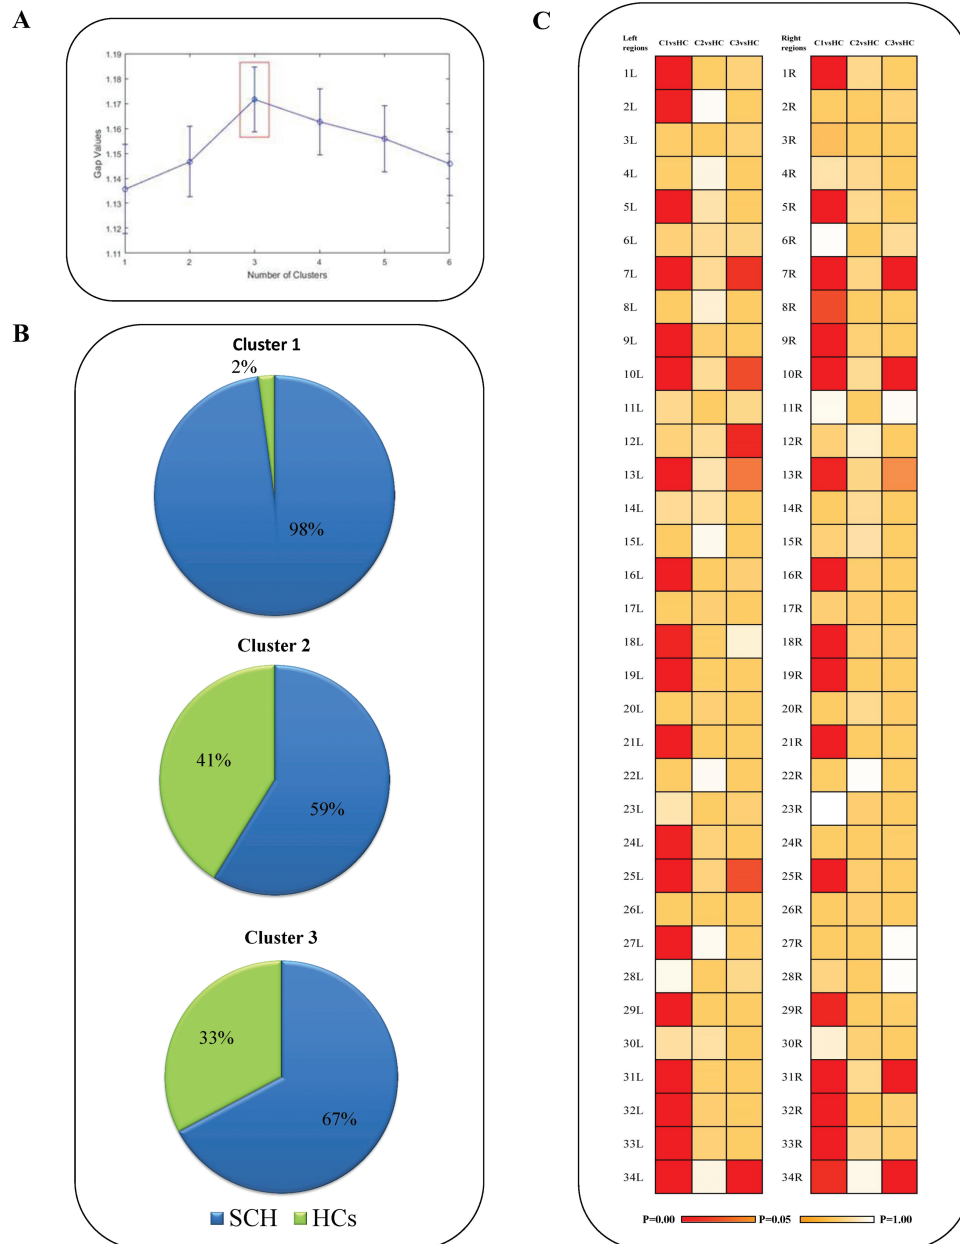 A
1.19
1.18
1.17
1.16
1.15
1.14
1.13
1.12
1.11
Gap Values
1 2 3 4 5 6
Number of Clusters
B
Cluster 1
2%
98%
Cluster 2
41%
59%
Cluster 3
33%
67%
SCH HCs
C
Left regions C1vsHC C2vsHC C3vsHC Right regions C1vsHC C2vsHC C3vsHC
1L 1R
2L 2R
3L 3R
4L 4R
5L 5R
6L 6R
7L 7R
8L 8R
9L 9R
10L 10R
11L 11R
12L 12R
13L 13R
14L 14R
15L 15R
16L 16R
17L 17R
18L 18R
19L 19R
20L 20R
21L 21R
22L 22R
23L 23R
24L 24R
25L 25R
26L 26R
27L 27R
28L 28R
29L 29R
30L 30R
31L 31R
32L 32R
33L 33R
34L 34R
P=0.00 P=0.05 P=1.00